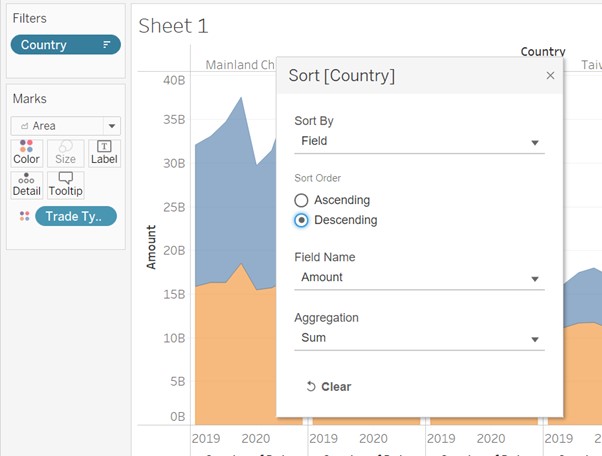 Filters
Country
Marks
Area
Color
Size
Label
Detail
Tooltip
Trade Ty..
Sheet 1
Country
Mainland Ch
Taiv
Amount
40B
35B
30B
25B
20B
15B
10B
5B
0B
2019 2020 2019 2020 2019 2020 2019
Sort [Country]
Sort By
Field
Sort Order
Ascending
Descending
Field Name
Amount
Aggregation
Sum
Clear